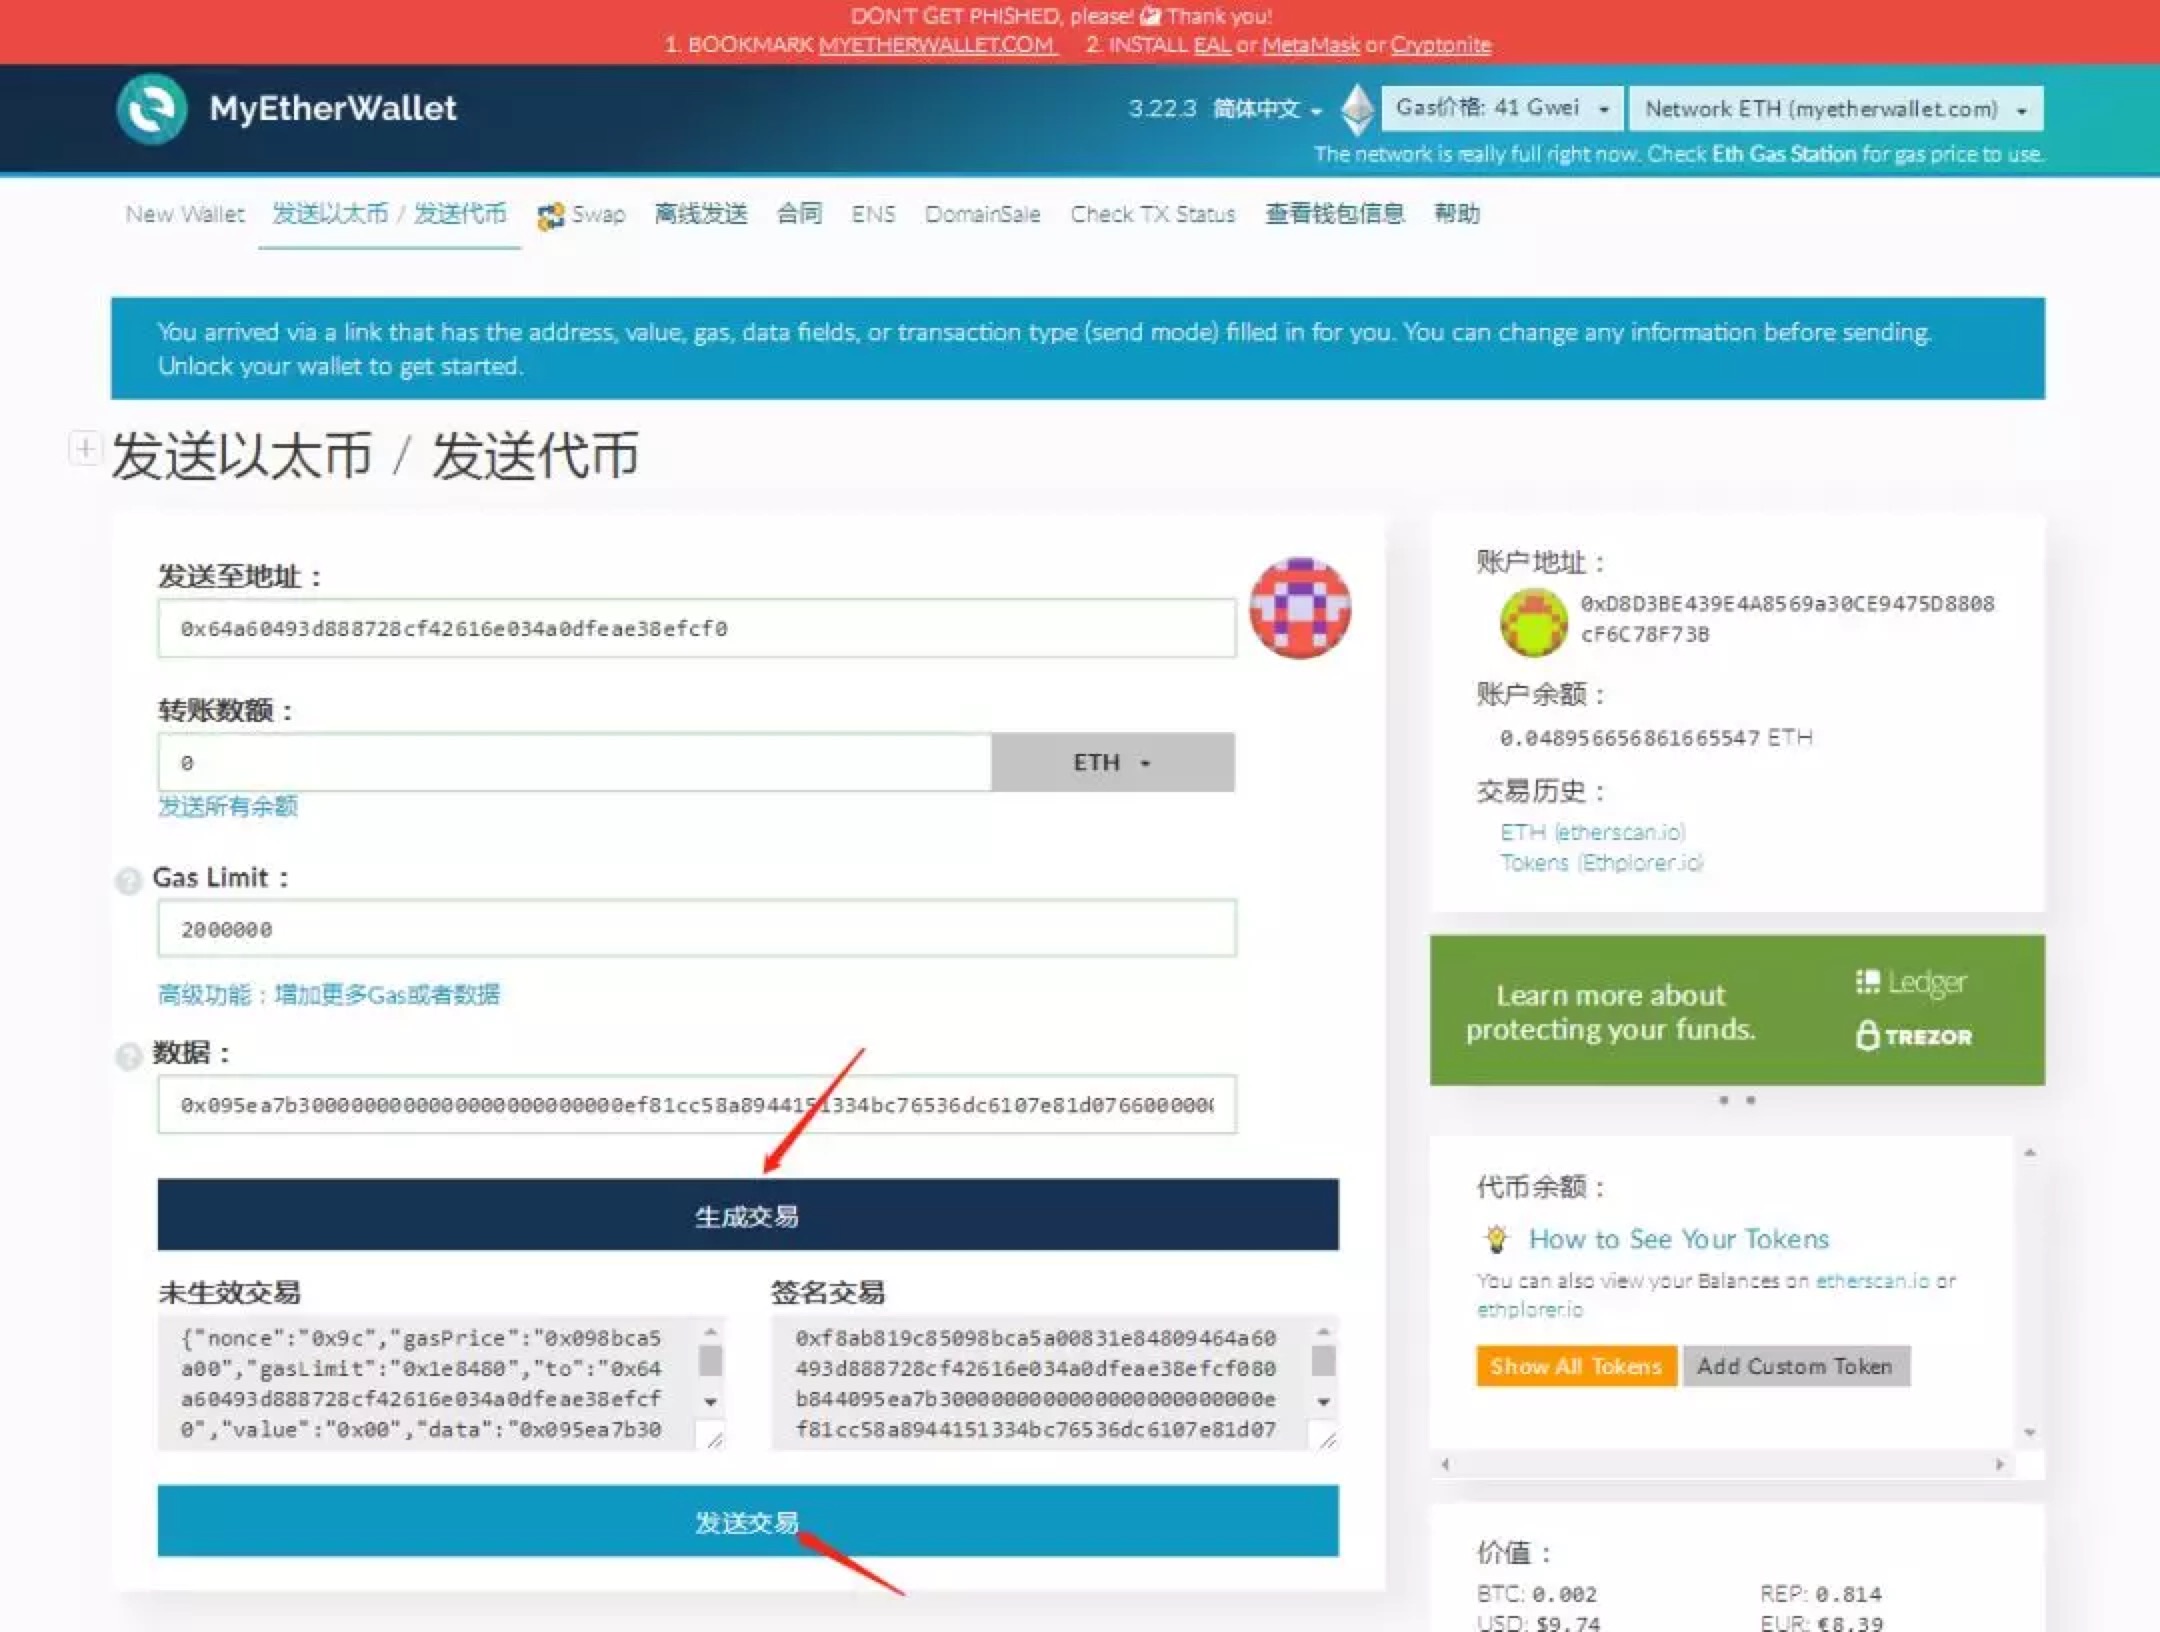 DON'T GET PHISHED, please! Thank you!
1. BOOKMARK MYETHERWALLET.COM 2. INSTALL EAL or MetaMask or Cryptonite
MyEtherWallet
3.22.3 简体中文 Gas价格: 41 Gwei Network ETH (myetherwallet.com)
The network is really full right now. Check Eth Gas Station for gas price to use.
New Wallet 发送以太币 / 发送代币 Swap 离线发送 合同 ENS DomainSale Check TX Status 查看钱包信息 帮助
You arrived via a link that has the address, value, gas, data fields, or transaction type (send mode) filled in for you. You can change any information before sending.
Unlock your wallet to get started.
发送以太币 / 发送代币
发送至地址：
0x64a60493d888728cf42616e034a0dfeae38efcf0
转账数额：
0 ETH
发送所有余额
Gas Limit：
2000000
高级功能：增加更多Gas或者数据
数据：
0x095ea7b3000000000000000000000000ef81cc58a8944151334bc76536dc6107e81d0766000000
生成交易
未生效交易
{"nonce":"0x9c","gasPrice":"0x098bca5
a00","gasLimit":"0x1e8480","to":"0x64
a60493d888728cf42616e034a0dfeae38efcf
0","value":"0x00","data":"0x095ea7b30
签名交易
0xf8ab819c85098bca5a00831e84809464a60
493d888728cf42616e034a0dfeae38efcf080
b844095ea7b3000000000000000000000000e
f81cc58a8944151334bc76536dc6107e81d07
发送交易
账户地址：
0xD8D3BE439E4A8569a30CE9475D8808
cF6C78F73B
账户余额：
0.048956656861665547 ETH
交易历史：
ETH (etherscan.io)
Tokens (Ethplorer.io)
Learn more about
protecting your funds.
Ledger
TREZOR
代币余额：
How to See Your Tokens
You can also view your Balances on etherscan.io or
ethplorer.io
Show All Tokens Add Custom Token
价值：
BTC: 0.002 REP: 0.814
USD: $9.74 EUR: €8.39